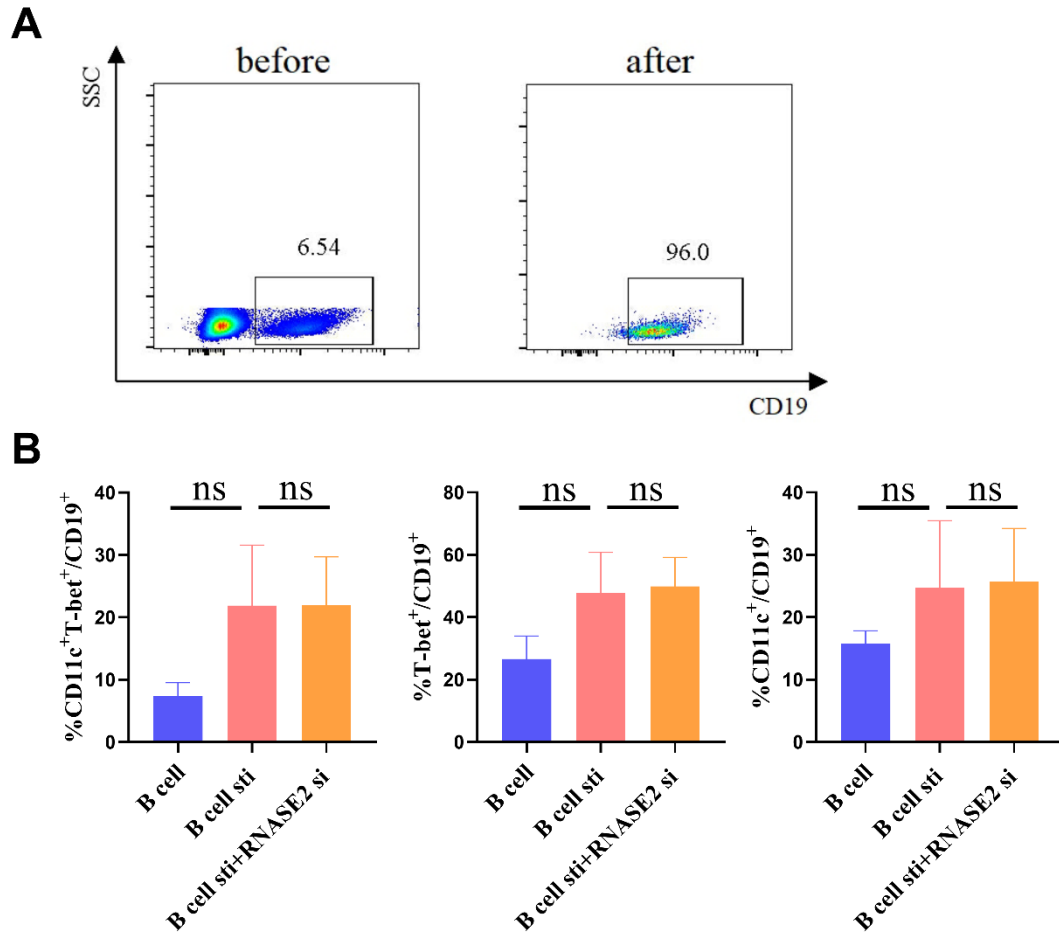 A
before
after
SSC
6.54
96.0
CD19
B
%CD11c⁺T-bet⁺/CD19⁺
40
30
20
10
0
ns
ns
B cell
B cell sti
B cell sti+RNASE2 si
%T-bet⁺/CD19⁺
80
60
40
20
0
ns
ns
B cell
B cell sti
B cell sti+RNASE2 si
%CD11c⁺/CD19⁺
40
30
20
10
0
ns
ns
B cell
B cell sti
B cell sti+RNASE2 si